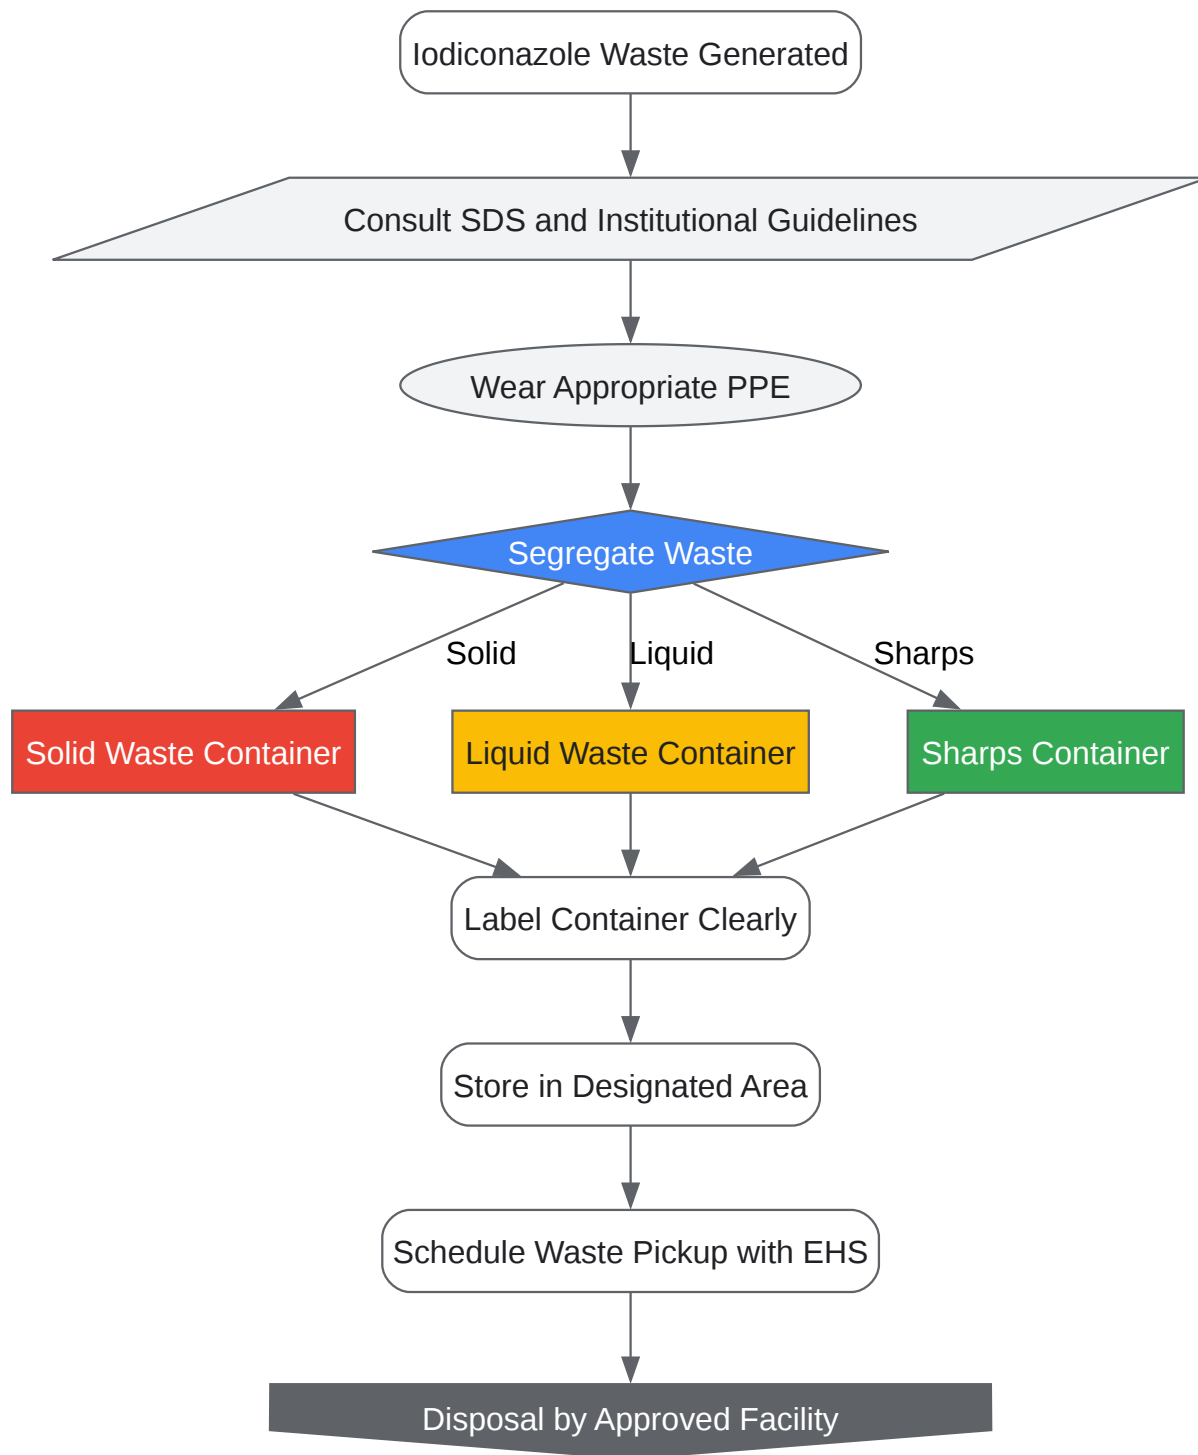 Iodiconazole Waste Generated
Consult SDS and Institutional Guidelines
Wear Appropriate PPE
Segregate Waste
Solid
Liquid
Sharps
Solid Waste Container
Liquid Waste Container
Sharps Container
Label Container Clearly
Store in Designated Area
Schedule Waste Pickup with EHS
Disposal by Approved Facility